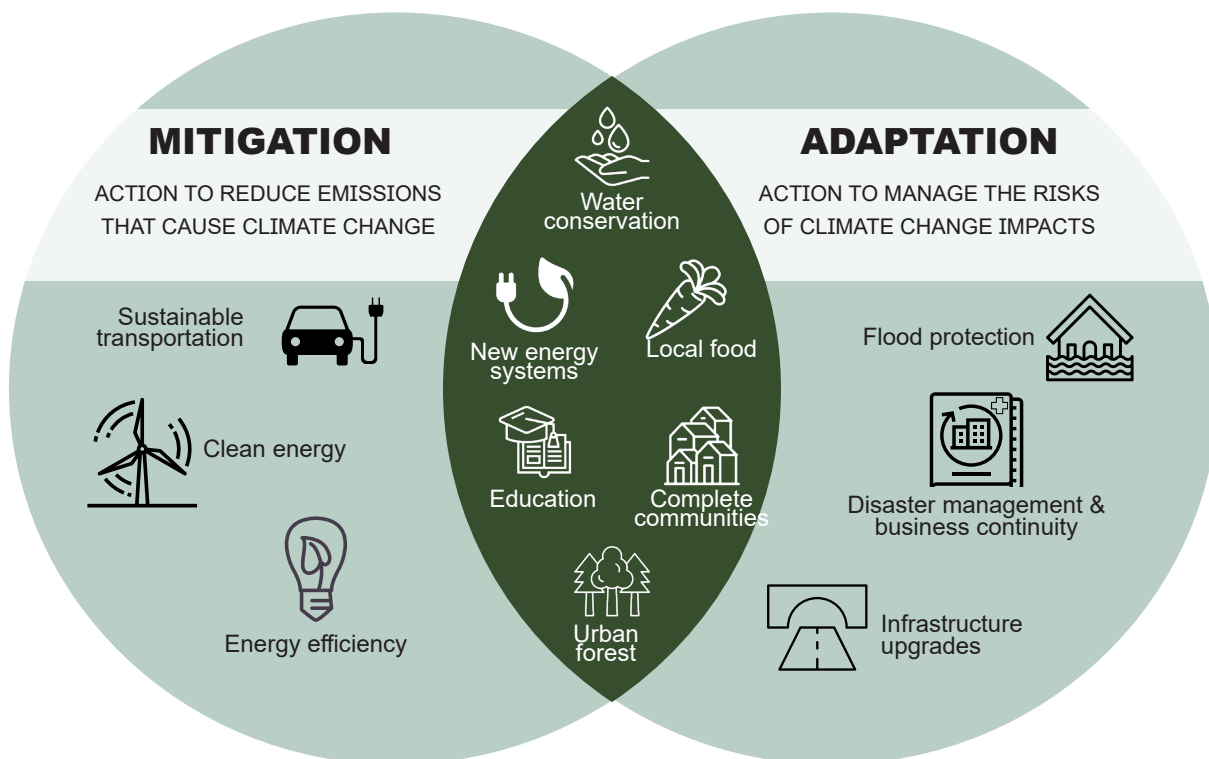 MITIGATION
ACTION TO REDUCE EMISSIONS
THAT CAUSE CLIMATE CHANGE
Sustainable
transportation
Clean energy
Energy efficiency
Water
conservation
New energy
systems
Local food
Education
Complete
communities
Urban
forest
ADAPTATION
ACTION TO MANAGE THE RISKS
OF CLIMATE CHANGE IMPACTS
Flood protection
Disaster management &
business continuity
Infrastructure
upgrades